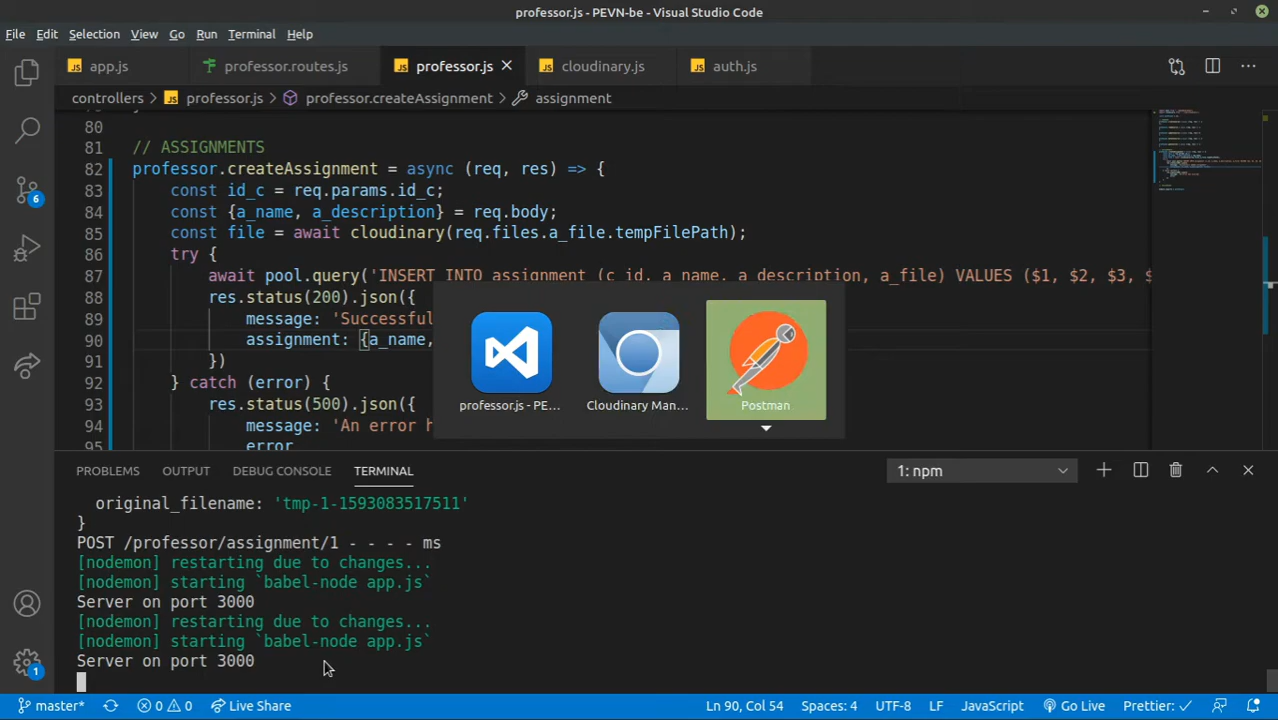 professor.js - PEVN-be - Visual Studio Code
File Edit Selection View Go Run Terminal Help
JS app.js professor.routes.js JS professor.js JS cloudinary.js JS auth.js
controllers > JS professor.js > professor.createAssignment > assignment
80
81 // ASSIGNMENTS
82 professor.createAssignment = async (req, res) => {
83 const id_c = req.params.id_c;
84 const {a_name, a_description} = req.body;
85 const file = await cloudinary(req.files.a_file.tempFilePath);
86 try {
87 await pool.query('INSERT INTO assignment (c_id, a_name, a_description, a_file) VALUES ($1, $2, $3, $
88 res.status(200).json({
89 message: 'Successful
90 assignment: {a_name,
91 })
92 } catch (error) {
93 res.status(500).json({
94 message: 'An error h
95 error
professor.js - PE...
Cloudinary Man...
Postman
6
PROBLEMS OUTPUT DEBUG CONSOLE TERMINAL 1: npm
original_filename: 'tmp-1-1593083517511'
}
POST /professor/assignment/1 - - - - ms
[nodemon] restarting due to changes...
[nodemon] starting `babel-node app.js`
Server on port 3000
[nodemon] restarting due to changes...
[nodemon] starting `babel-node app.js`
Server on port 3000
1
master* 0 0 Live Share Ln 90, Col 54 Spaces: 4 UTF-8 LF JavaScript Go Live Prettier: ✓